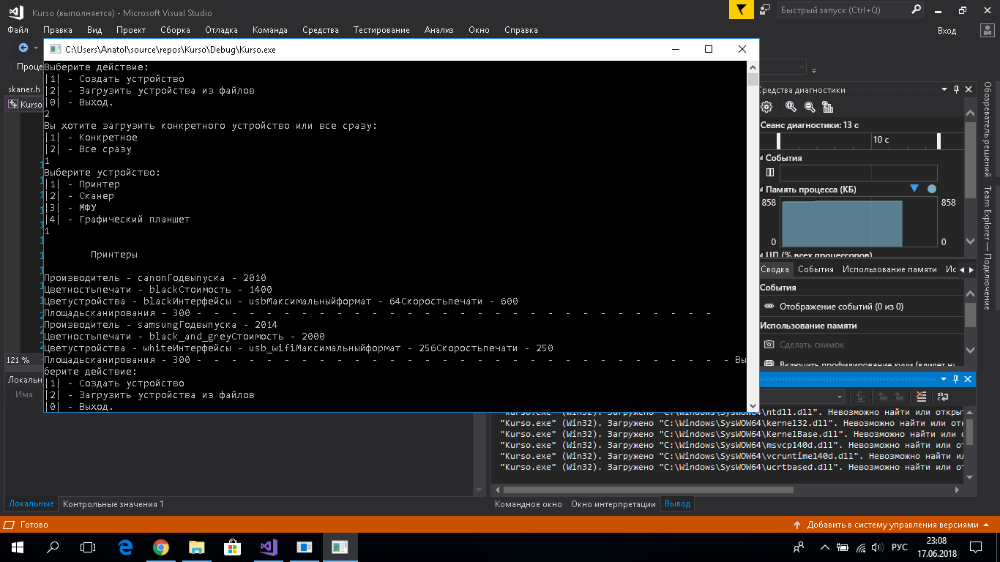 Kurso (выполняется) - Microsoft Visual Studio
Быстрый запуск (Ctrl+Q)
Файл Правка Вид Проект Сборка Отладка Команда Средства Тестирование Анализ Окно Справка
Вход
C:\Users\Anatol\source\repos\Kurso\Debug\Kurso.exe
Проце
skaner.h
Kurso
Выберите действие:
|1| - Создать устройство
|2| - Загрузить устройства из файлов
|0| - Выход.
2
Вы хотите загрузить конкретного устройство или все сразу:
|1| - Конкретное
|2| - Все сразу
1
Выберите устройство:
|1| - Принтер
|2| - Сканер
|3| - МФУ
|4| - Графический планшет
1
Принтеры
Производитель - canonГодвыпуска - 2010
Цветностьпечати - blackСтоимость - 1400
Цветустройства - blackИнтерфейсы - usbМаксимальныйформат - 64Скоростьпечати - 600
Площадьсканирования - 300 - - - - - - - - - - - - - - - - - - - - - - - - - - - - - -
Производитель - samsungГодвыпуска - 2014
Цветностьпечати - black_and_greyСтоимость - 2000
Цветустройства - whiteИнтерфейсы - usb_wifiМаксимальныйформат - 256Скоростьпечати - 250
Площадьсканирования - 300 - - - - - - - - - - - - - - - - - - - - - - - - - - - - - - - Вы
берите действие:
|1| - Создать устройство
|2| - Загрузить устройства из файлов
|0| - Выход.
121 %
Локальн
Имя
Средства диагностики
Сеанс диагностики: 13 с
10 с
События
Память процесса (КБ)
858 858
0 0
ЦП (% всех процессоров)
Сводка События Использование памяти Ис
События
Отображение событий (0 из 0)
Использование памяти
Сделать снимок
Включить профилирование кучи (влияет на
Обозреватель решений
Team Explorer — Подключение
"Kurso.exe" (Win32). Загружено "C:\Windows\SysWOW64\ntdll.dll". Невозможно найти или открыт
"Kurso.exe" (Win32). Загружено "C:\Windows\SysWOW64\kernel32.dll". Невозможно найти или отк
"Kurso.exe" (Win32). Загружено "C:\Windows\SysWOW64\KernelBase.dll". Невозможно найти или о
"Kurso.exe" (Win32). Загружено "C:\Windows\SysWOW64\msvcp140d.dll". Невозможно найти или от
"Kurso.exe" (Win32). Загружено "C:\Windows\SysWOW64\vcruntime140d.dll". Невозможно найти ил
"Kurso.exe" (Win32). Загружено "C:\Windows\SysWOW64\ucrtbased.dll". Невозможно найти или от
Локальные Контрольные значения 1
Командное окно Окно интерпретации Вывод
Готово
Добавить в систему управления версиями
РУС
23:08
17.06.2018